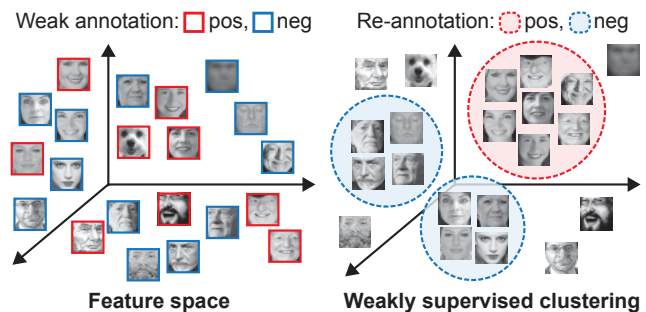 Weak annotation: pos, neg
Re-annotation: pos, neg
Feature space
Weakly supervised clustering